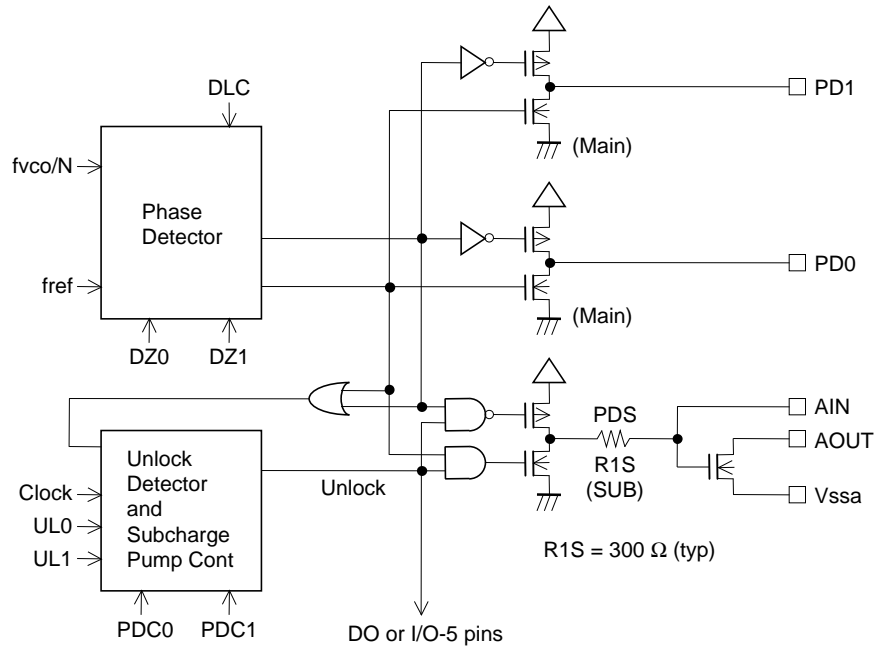 DLC
fvco/N
Phase
Detector
fref
DZ0
DZ1
PD1
(Main)
PD0
(Main)
Unlock
Detector
and
Subcharge
Pump Cont
Clock
UL0
UL1
PDC0
PDC1
Unlock
DO or I/O-5 pins
PDS
R1S
(SUB)
AIN
AOUT
Vssa
R1S = 300 Ω (typ)